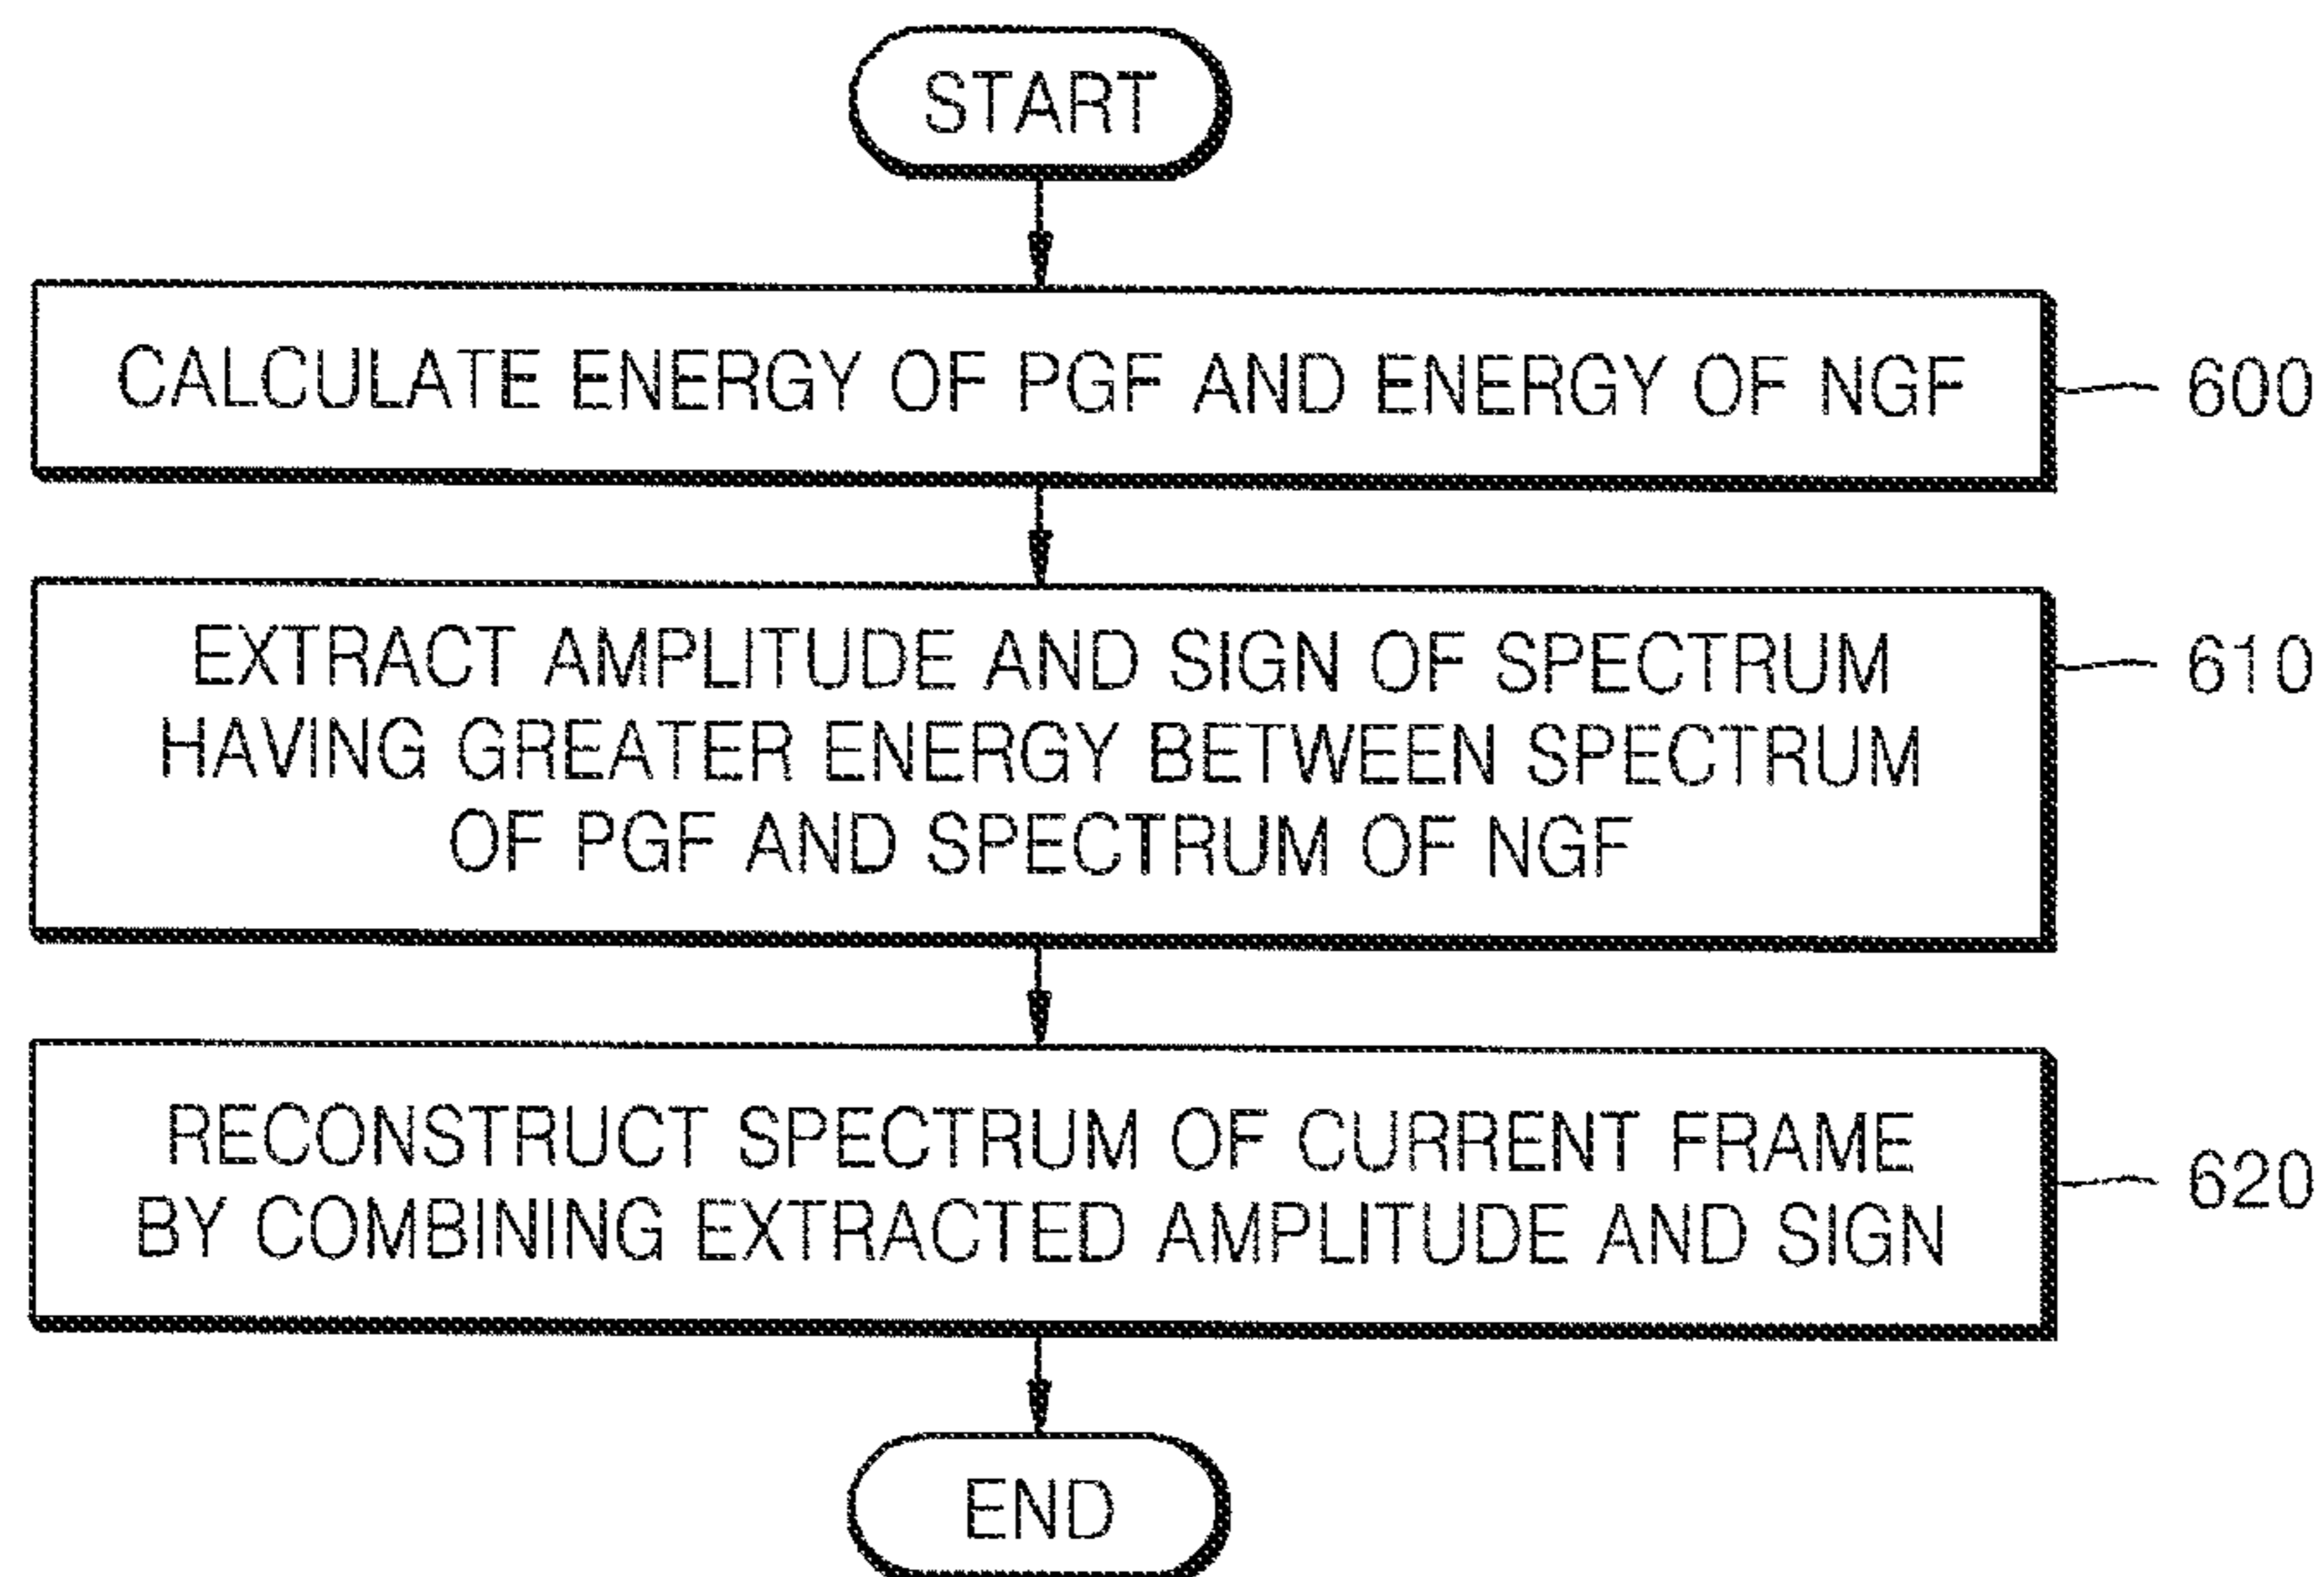 START
CALCULATE ENERGY OF PGF AND ENERGY OF NGF
600
EXTRACT AMPLITUDE AND SIGN OF SPECTRUM
HAVING GREATER ENERGY BETWEEN SPECTRUM
OF PGF AND SPECTRUM OF NGF
610
RECONSTRUCT SPECTRUM OF CURRENT FRAME
BY COMBINING EXTRACTED AMPLITUDE AND SIGN
620
END